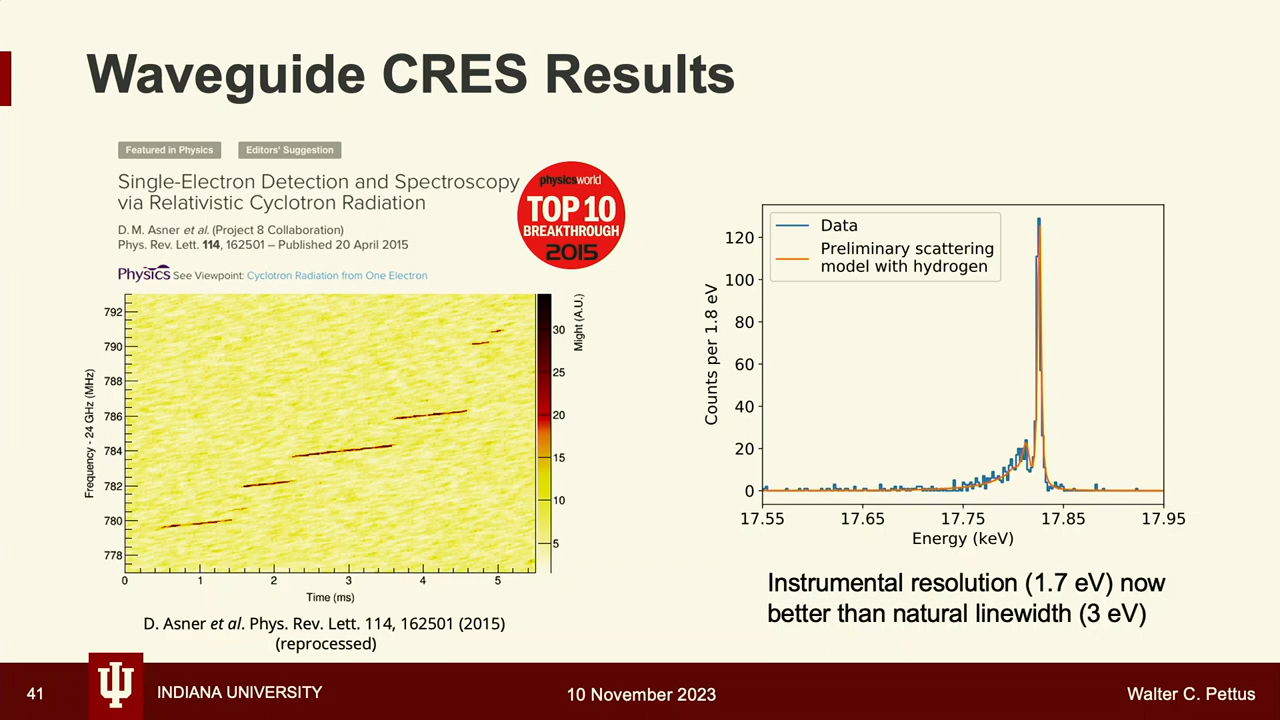 Waveguide CRES Results
Featured in Physics
Editors' Suggestion
Single-Electron Detection and Spectroscopy
via Relativistic Cyclotron Radiation
D. M. Asner et al. (Project 8 Collaboration)
Phys. Rev. Lett. 114, 162501 – Published 20 April 2015
Physics See Viewpoint: Cyclotron Radiation from One Electron
physicsworld
TOP 10
BREAKTHROUGH
2015
Frequency - 24 GHz (MHz)
792
790
788
786
784
782
780
778
0 1 2 3 4 5
Time (ms)
Might (A.U.)
30
25
20
15
10
5
D. Asner et al. Phys. Rev. Lett. 114, 162501 (2015)
(reprocessed)
Data
Preliminary scattering
model with hydrogen
Counts per 1.8 eV
120
100
80
60
40
20
0
17.55 17.65 17.75 17.85 17.95
Energy (keV)
Instrumental resolution (1.7 eV) now
better than natural linewidth (3 eV)
41
INDIANA UNIVERSITY
10 November 2023
Walter C. Pettus